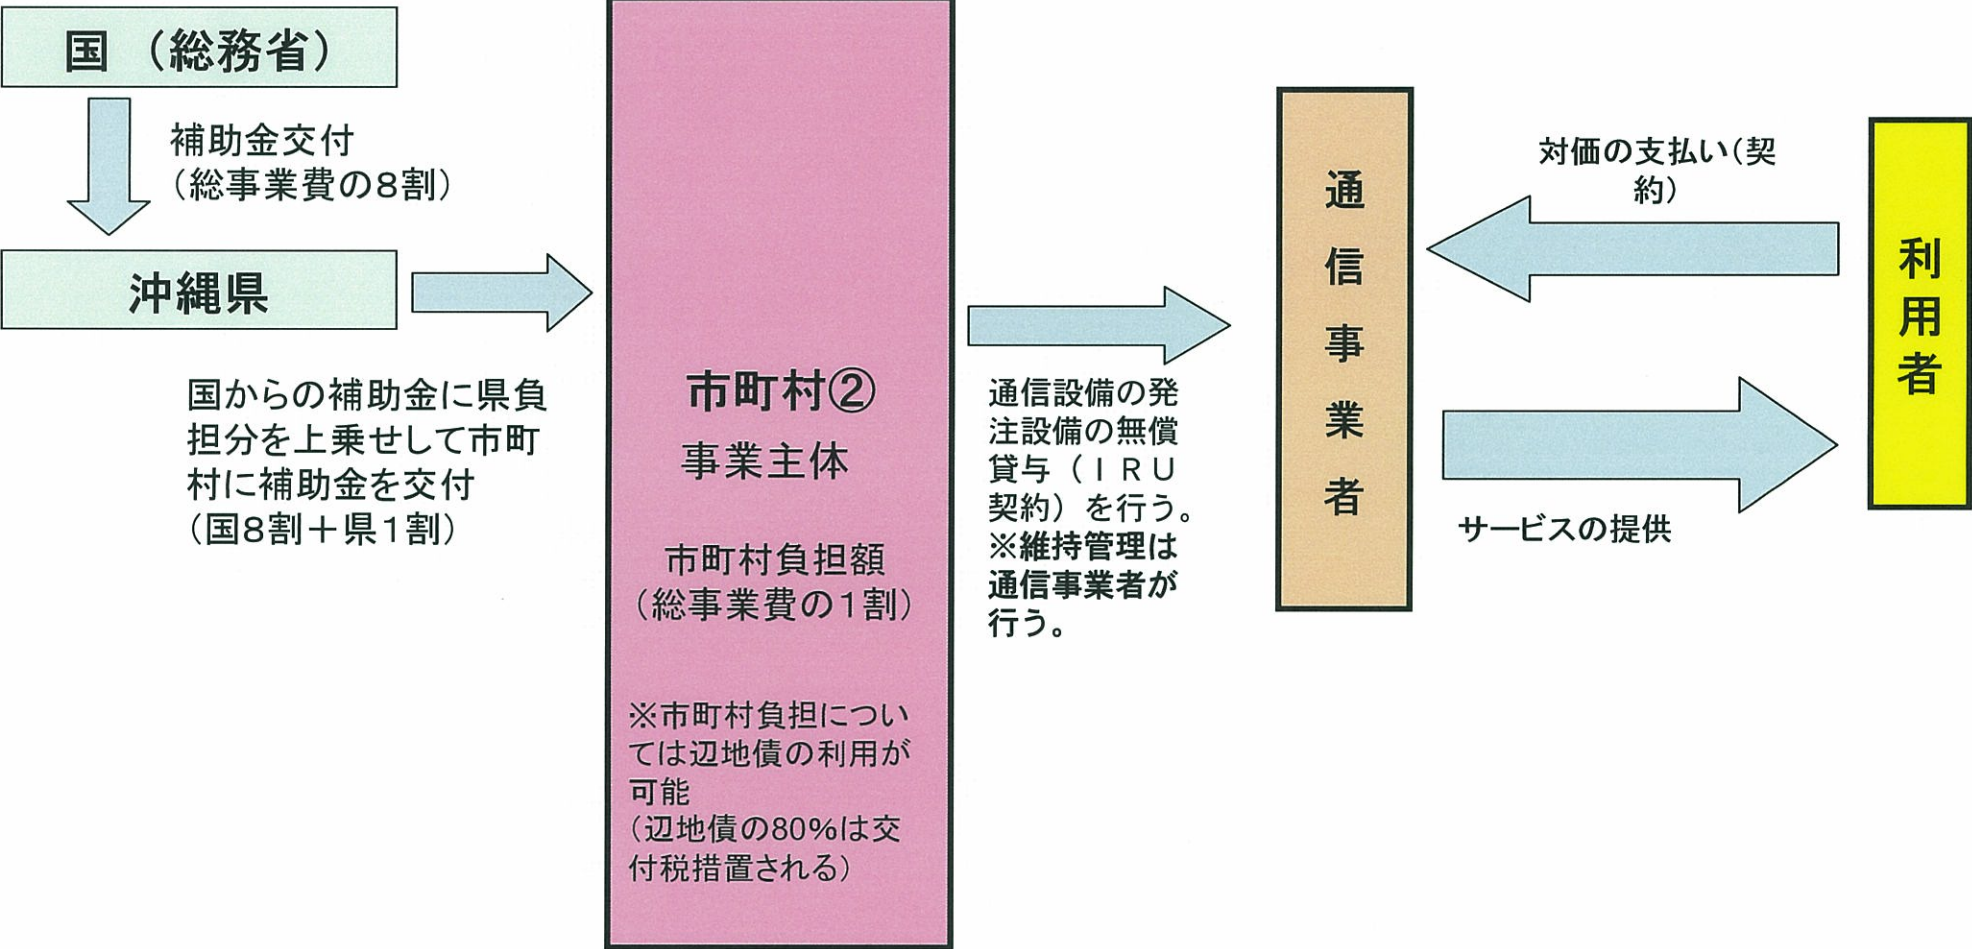 国（総務省）
補助金交付
（総事業費の８割）
沖縄県
国からの補助金に県負
担分を上乗せして市町
村に補助金を交付
（国８割＋県１割）
市町村②
事業主体
市町村負担額
（総事業費の１割）
※市町村負担につい
ては辺地債の利用が
可能
（辺地債の80%は交
付税措置される）
通信設備の発
注設備の無償
貸与（ＩＲＵ
契約）を行う。
※維持管理は
通信事業者が
行う。
通信事業者
対価の支払い（契
約）
サービスの提供
利用者